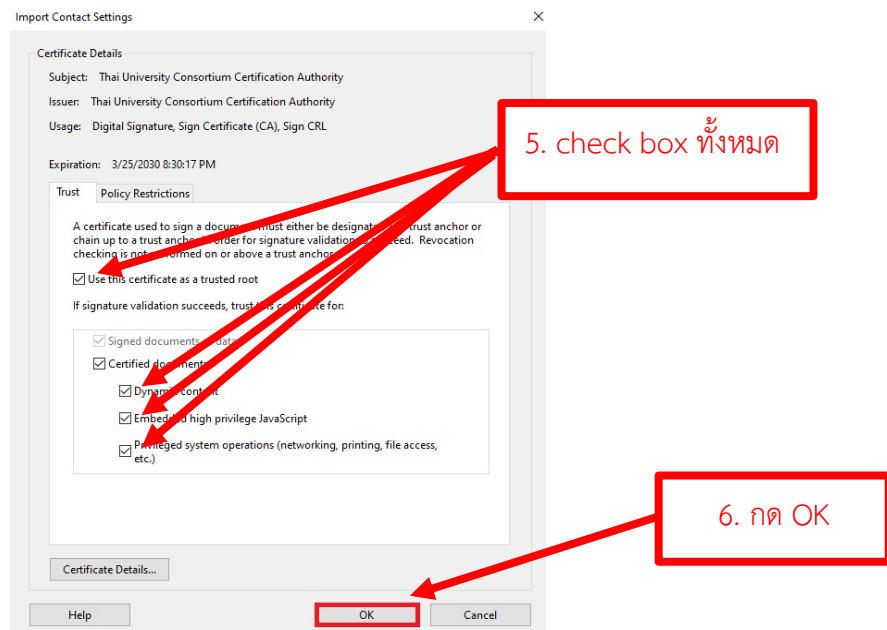 Import Contact Settings
Certificate Details
Subject: Thai University Consortium Certification Authority
Issuer: Thai University Consortium Certification Authority
Usage: Digital Signature, Sign Certificate (CA), Sign CRL
5. check box ทั้งหมด
Expiration: 3/25/2030 8:30:17 PM
Trust Policy Restrictions
A certificate used to sign a document must either be designated trust anchor or
chain up to a trust anchor order for signature validation succeed. Revocation
checking is not performed on or above a trust anchor
Use this certificate as a trusted root
If signature validation succeeds, trust this certificate for:
Signed documents data
Certified documents
Dynamic content
Embedded high privilege JavaScript
Privileged system operations (networking, printing, file access,
etc.)
6. กด OK
Certificate Details...
Help OK Cancel